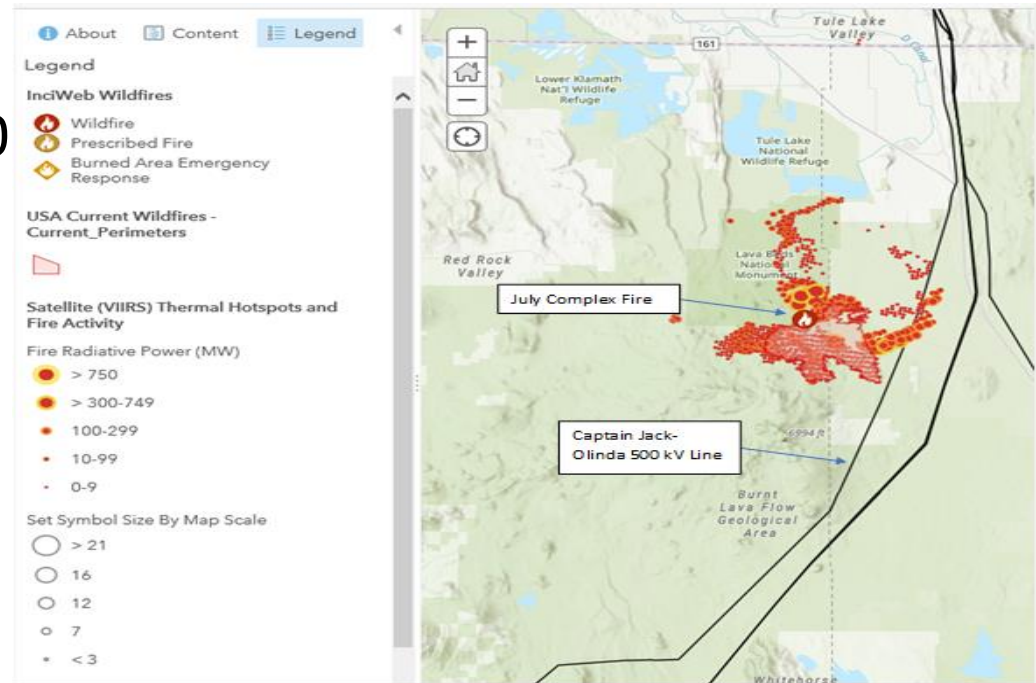 About
Content
Legend
Legend
InciWeb Wildfires
Wildfire
Prescribed Fire
Burned Area Emergency
Response
USA Current Wildfires -
Current_Perimeters
Satellite (VIIRS) Thermal Hotspots and
Fire Activity
Fire Radiative Power (MW)
> 750
> 300-749
100-299
10-99
0-9
Set Symbol Size By Map Scale
> 21
16
12
7
< 3
+
−
Tule Lake
Valley
161
D Canal
Lower Klamath
Nat'l Wildlife
Refuge
Tule Lake
National
Wildlife Refuge
Red Rock
Valley
Lava Beds
National
Monument
July Complex Fire
Captain Jack-
Olinda 500 kV Line
6994 ft
Burnt
Lava Flow
Geological
Area
Whitehorse